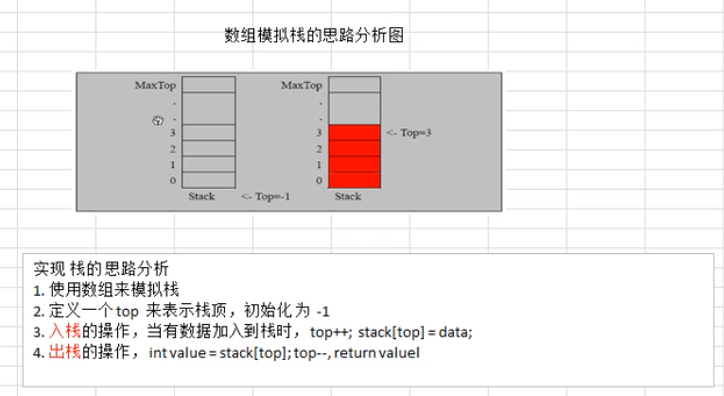 数组模拟栈的思路分析图
MaxTop
.
.
3
2
1
0
Stack
<- Top=-1
MaxTop
.
.
3
2
1
0
Stack
<- Top=3
实现 栈的 思路分析
1. 使用数组来模拟栈
2. 定义一个 top 来表示栈顶，初始化 为 -1
3. 入栈的操作，当有数据加入到栈时，top++; stack[top] = data;
4. 出栈的操作，int value = stack[top]; top--, return valuel